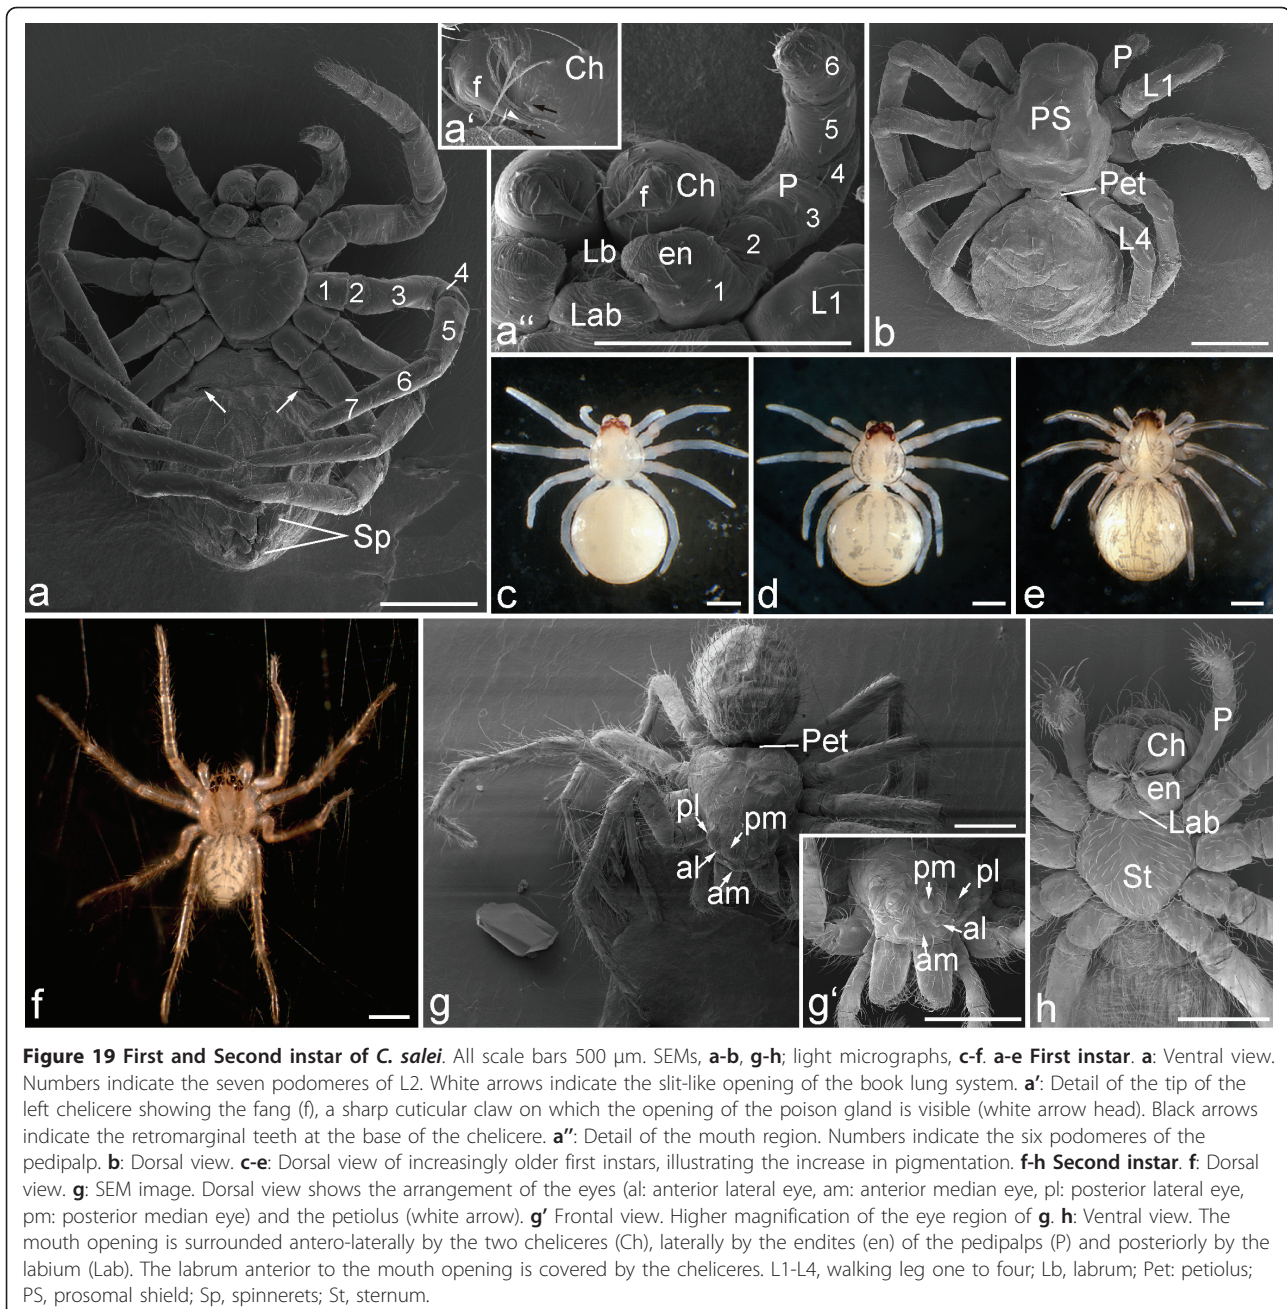 a
a'
f
Ch
6
5
4
P
3
2
f
Ch
Lb
en
1
Lab
L1
a"
1
2
3
4
5
6
7
Sp
b
P
L1
PS
Pet
L4
c
d
e
f
g
Pet
pl
pm
al
am
g'
pm
pl
al
am
h
P
Ch
en
Lab
St
Figure 19 First and Second instar of C. salei. All scale bars 500 μm. SEMs, a-b, g-h; light micrographs, c-f. a-e First instar. a: Ventral view.
Numbers indicate the seven podomeres of L2. White arrows indicate the slit-like opening of the book lung system. a': Detail of the tip of the
left chelicere showing the fang (f), a sharp cuticular claw on which the opening of the poison gland is visible (white arrow head). Black arrows
indicate the retromarginal teeth at the base of the chelicere. a'': Detail of the mouth region. Numbers indicate the six podomeres of the
pedipalp. b: Dorsal view. c-e: Dorsal view of increasingly older first instars, illustrating the increase in pigmentation. f-h Second instar. f: Dorsal
view. g: SEM image. Dorsal view shows the arrangement of the eyes (al: anterior lateral eye, am: anterior median eye, pl: posterior lateral eye,
pm: posterior median eye) and the petiolus (white arrow). g' Frontal view. Higher magnification of the eye region of g. h: Ventral view. The
mouth opening is surrounded antero-laterally by the two cheliceres (Ch), laterally by the endites (en) of the pedipalps (P) and posteriorly by the
labium (Lab). The labrum anterior to the mouth opening is covered by the cheliceres. L1-L4, walking leg one to four; Lb, labrum; Pet: petiolus;
PS, prosomal shield; Sp, spinnerets; St, sternum.